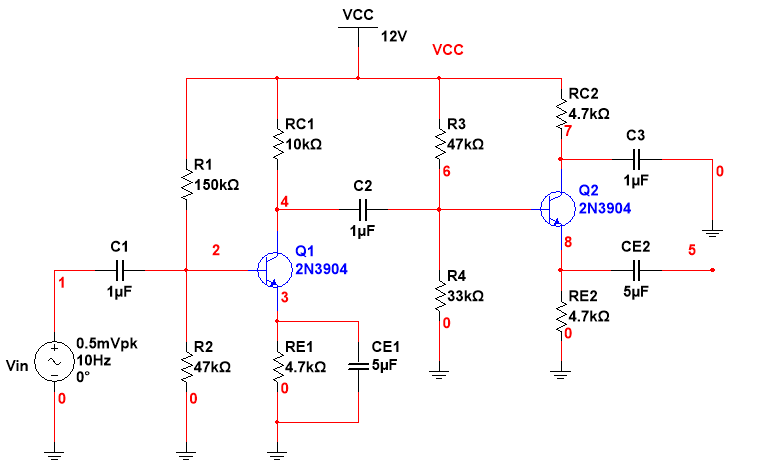 VCC
12V
VCC
RC1
10kΩ
R3
47kΩ
RC2
4.7kΩ
7
C3
1µF
0
R1
150kΩ
6
4
C2
1µF
Q2
2N3904
8
CE2
5µF
5
C1
1µF
1
2
Q1
2N3904
3
R4
33kΩ
0
RE2
4.7kΩ
0
Vin
0.5mVpk
10Hz
0°
0
R2
47kΩ
0
RE1
4.7kΩ
0
CE1
5µF